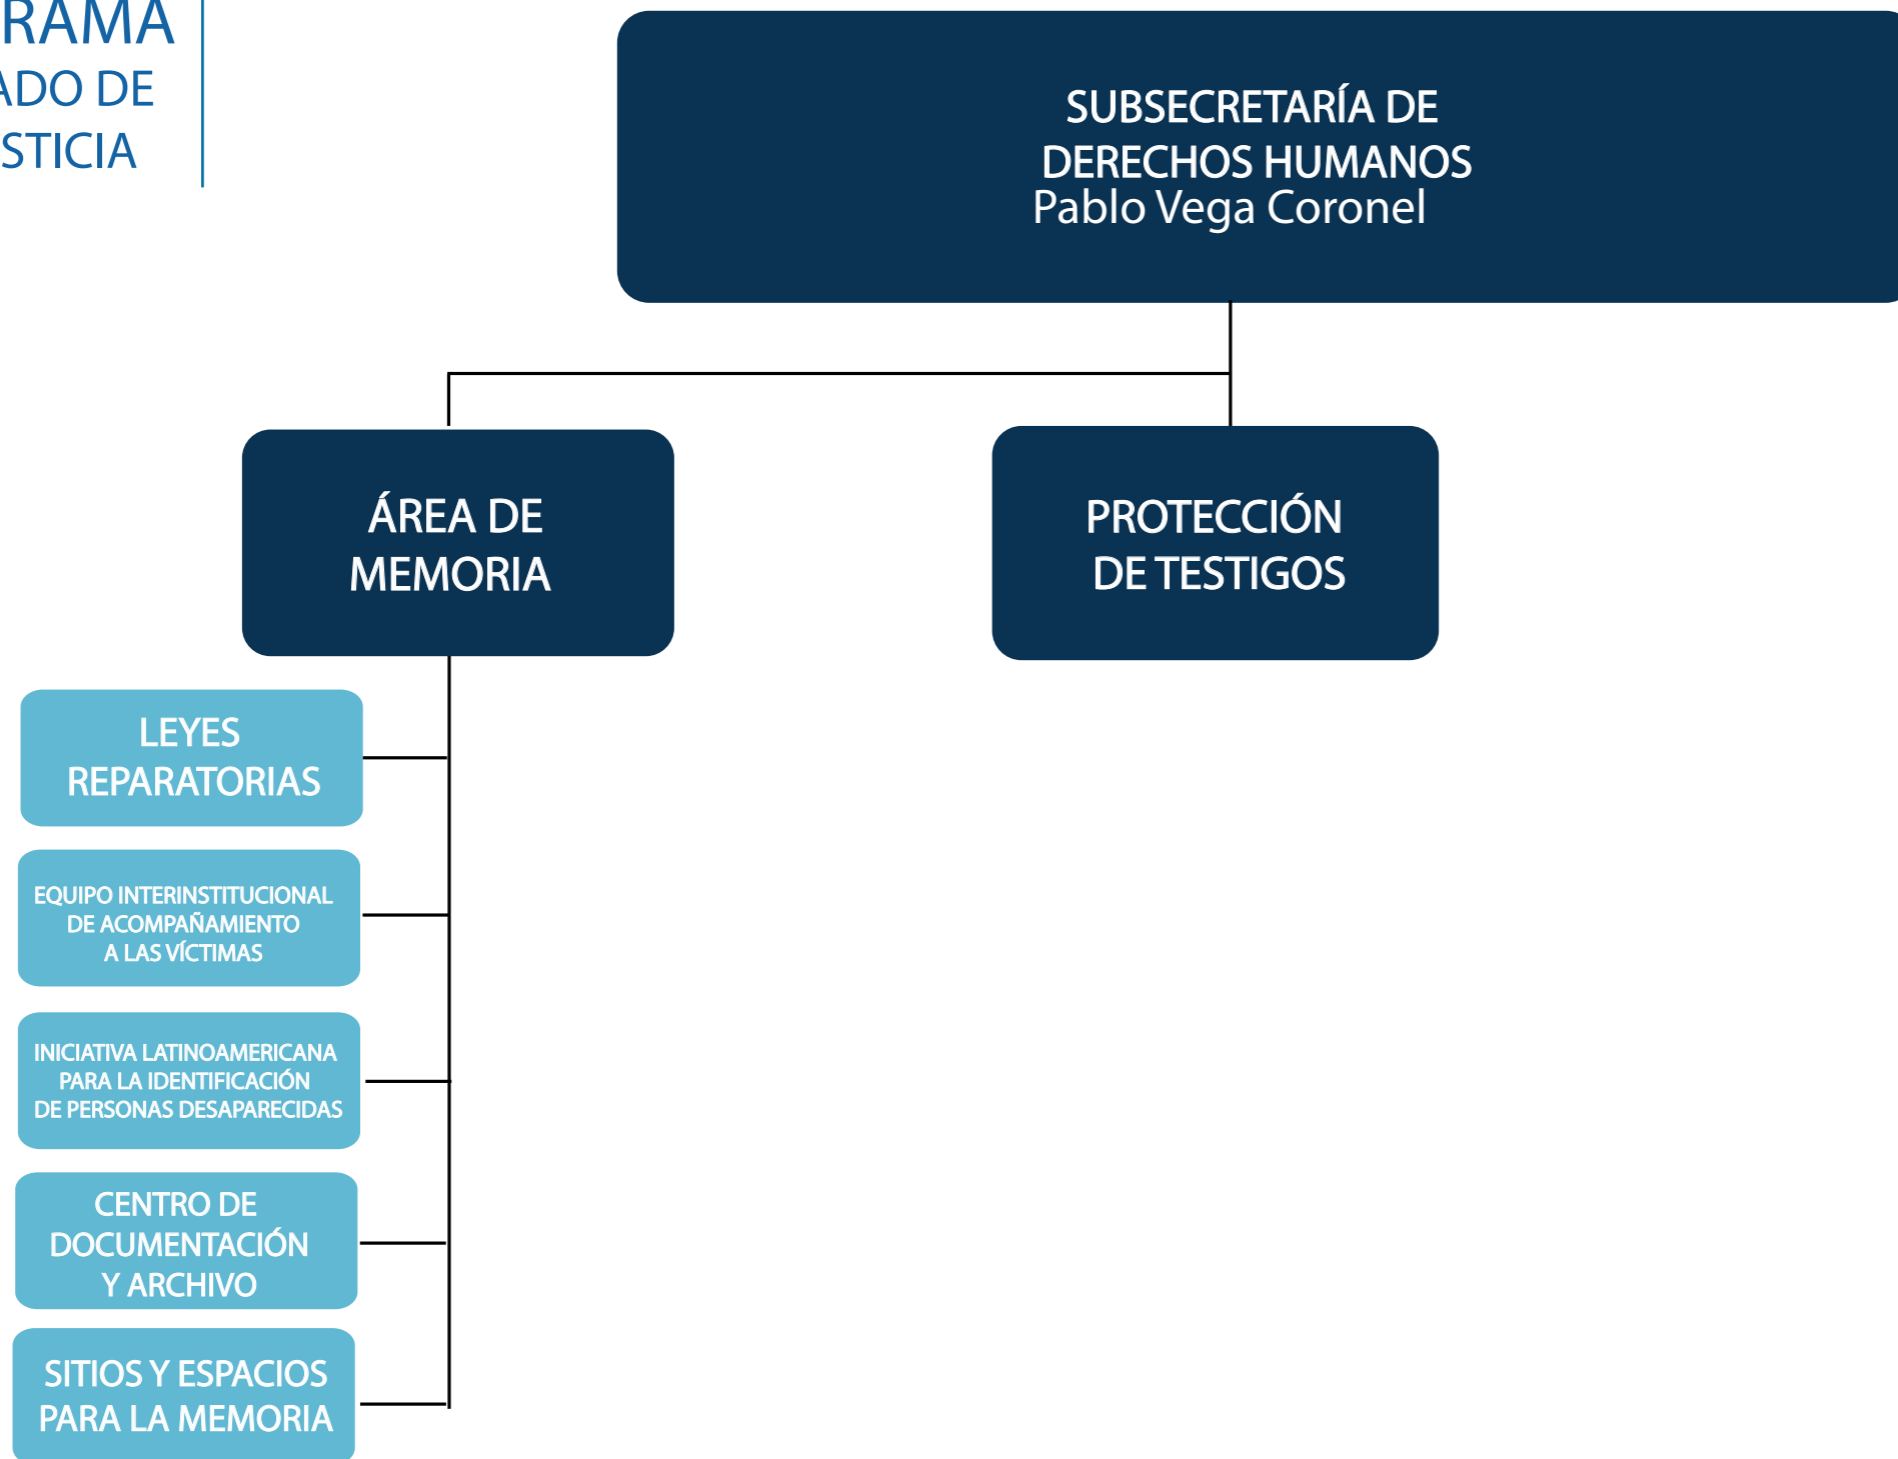 RAMA
ADO DE
STICIA
SUBSECRETARÍA DE
DERECHOS HUMANOS
Pablo Vega Coronel
ÁREA DE
MEMORIA
PROTECCIÓN
DE TESTIGOS
LEYES
REPARATORIAS
EQUIPO INTERINSTITUCIONAL
DE ACOMPAÑAMIENTO
A LAS VÍCTIMAS
INICIATIVA LATINOAMERICANA
PARA LA IDENTIFICACIÓN
DE PERSONAS DESAPARECIDAS
CENTRO DE
DOCUMENTACIÓN
Y ARCHIVO
SITIOS Y ESPACIOS
PARA LA MEMORIA